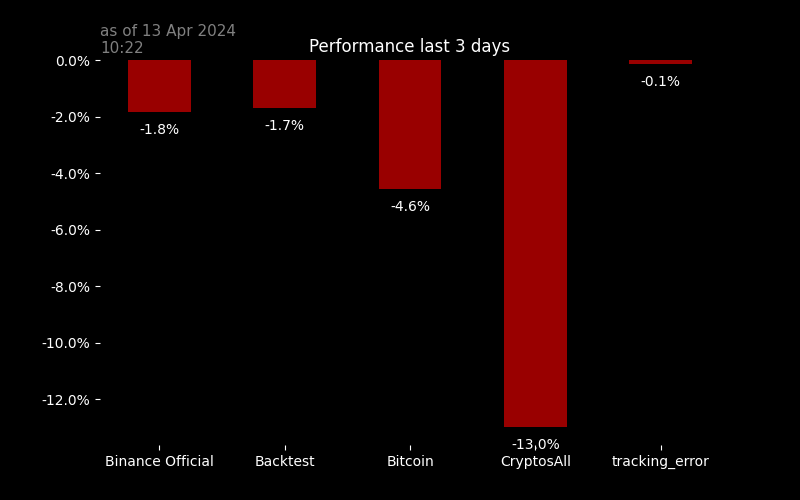 as of 13 Apr 2024
10:22
Performance last 3 days
0.0%
-2.0%
-4.0%
-6.0%
-8.0%
-10.0%
-12.0%
-1.8%
-1.7%
-4.6%
-13.0%
-0.1%
Binance Official
Backtest
Bitcoin
CryptosAll
tracking_error